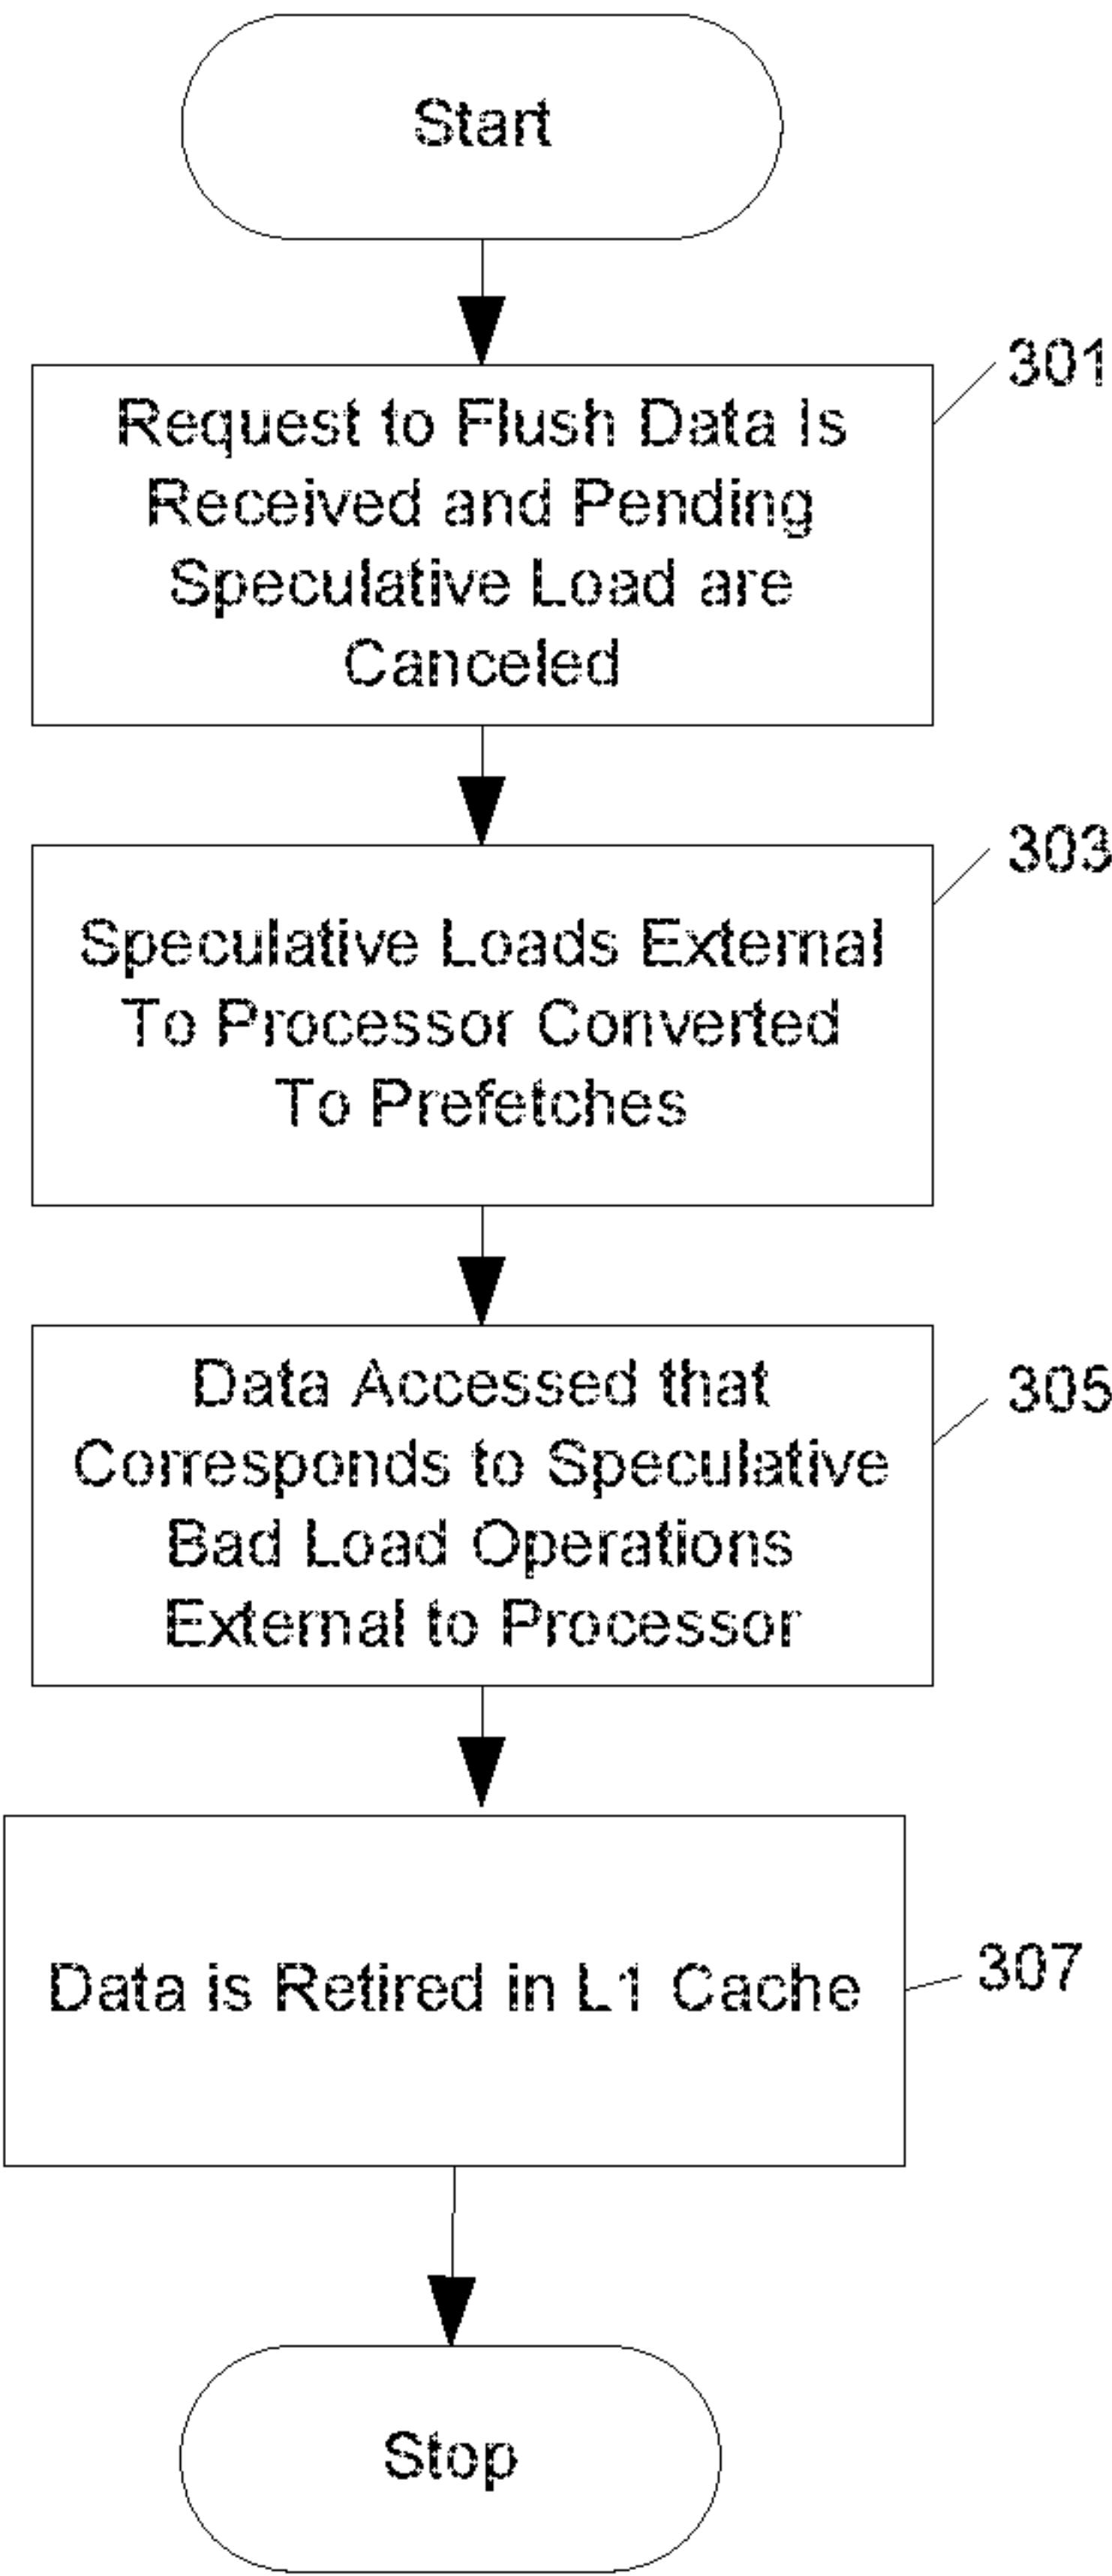 Start
301
Request to Flush Data Is
Received and Pending
Speculative Load are
Canceled
303
Speculative Loads External
To Processor Converted
To Prefetches
305
Data Accessed that
Corresponds to Speculative
Bad Load Operations
External to Processor
307
Data is Retired in L1 Cache
Stop